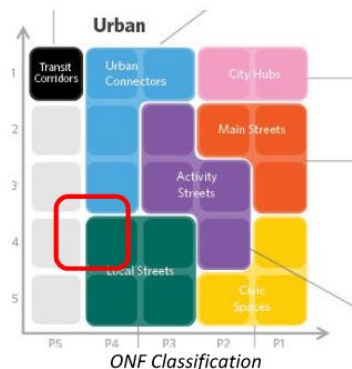 Urban
1
Transit
Corridors
Urban
Connectors
City Hubs
2
Main Streets
3
Activity
Streets
4
Local Streets
5
Civic
Spaces
P5 P4 P3 P2 P1
ONF Classification